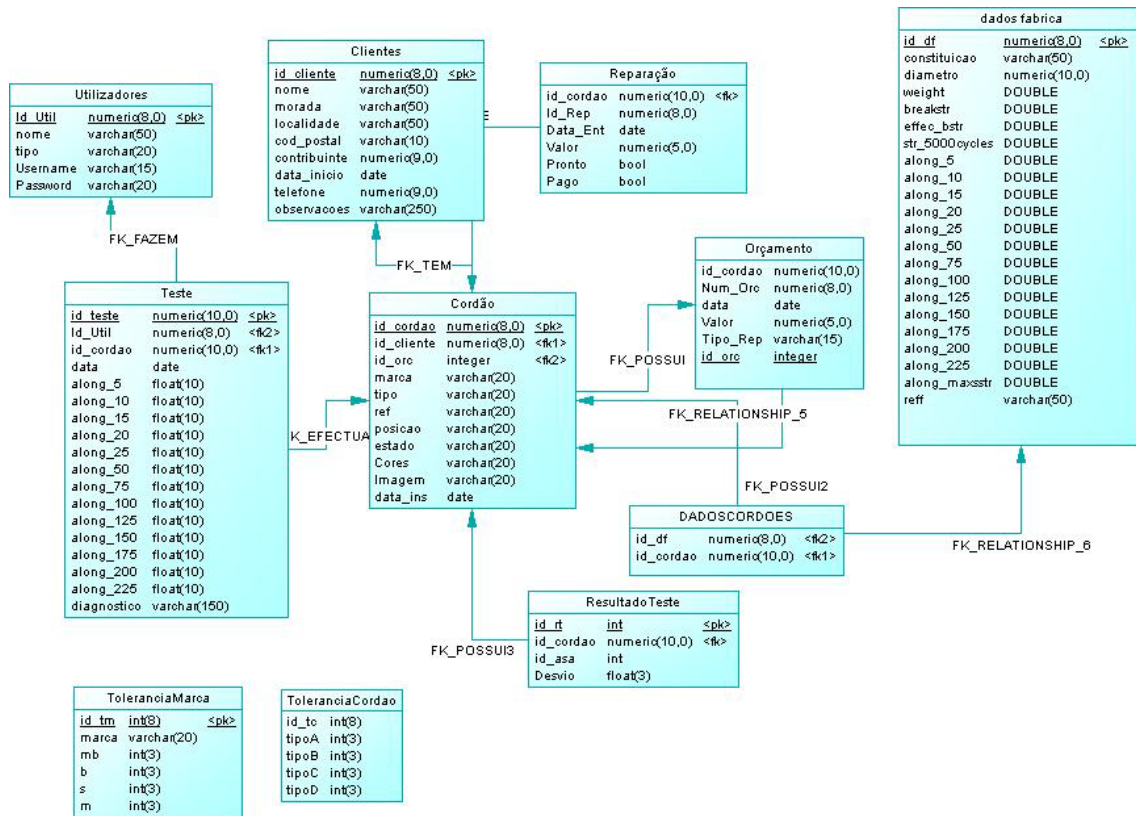 Utilizadores
Id_Util numeric(8,0) <pk>
nome varchar(50)
tipo varchar(20)
Username varchar(15)
Password varchar(20)
FK_FAZEM
Clientes
id_cliente numeric(8,0) <pk>
nome varchar(50)
morada varchar(50)
localidade varchar(50)
cod_postal varchar(10)
contribuinte numeric(9,0)
data_inicio date
telefone numeric(9,0)
observacoes varchar(250)
E
FK_TEM
Reparação
id_cordao numeric(10,0) <fk>
Id_Rep numeric(8,0)
Data_Ent date
Valor numeric(5,0)
Pronto bool
Pago bool
dados fabrica
id_df numeric(8,0) <pk>
constituicao varchar(50)
diametro numeric(10,0)
weight DOUBLE
breakstr DOUBLE
effec_bstr DOUBLE
str_5000cycles DOUBLE
along_5 DOUBLE
along_10 DOUBLE
along_15 DOUBLE
along_20 DOUBLE
along_25 DOUBLE
along_50 DOUBLE
along_75 DOUBLE
along_100 DOUBLE
along_125 DOUBLE
along_150 DOUBLE
along_175 DOUBLE
along_200 DOUBLE
along_225 DOUBLE
along_maxsstr DOUBLE
reff varchar(50)
Teste
id_teste numeric(10,0) <pk>
Id_Util numeric(8,0) <fk2>
id_cordao numeric(10,0) <fk1>
data date
along_5 float(10)
along_10 float(10)
along_15 float(10)
along_20 float(10)
along_25 float(10)
along_50 float(10)
along_75 float(10)
along_100 float(10)
along_125 float(10)
along_150 float(10)
along_175 float(10)
along_200 float(10)
along_225 float(10)
diagnostico varchar(150)
K_EFECTUA
Cordão
id_cordao numeric(8,0) <pk>
id_cliente numeric(8,0) <fk1>
id_orc integer <fk2>
marca varchar(20)
tipo varchar(20)
ref varchar(20)
posicao varchar(20)
estado varchar(20)
Cores varchar(20)
Imagem varchar(20)
data_ins date
FK_POSSUI
Orçamento
id_cordao numeric(10,0)
Num_Orc numeric(8,0)
data date
Valor numeric(5,0)
Tipo_Rep varchar(15)
id_orc integer
FK_RELATIONSHIP_5
FK_POSSUI2
DADOSCORDOES
id_df numeric(8,0) <fk2>
id_cordao numeric(10,0) <fk1>
FK_RELATIONSHIP_6
FK_POSSUI3
ResultadoTeste
id_rt int <pk>
id_cordao numeric(10,0) <fk>
id_asa int
Desvio float(3)
ToleranciaMarca
id_tm int(8) <pk>
marca varchar(20)
mb int(3)
b int(3)
s int(3)
m int(3)
ToleranciaCordao
id_tc int(8)
tipoA int(3)
tipoB int(3)
tipoC int(3)
tipoD int(3)